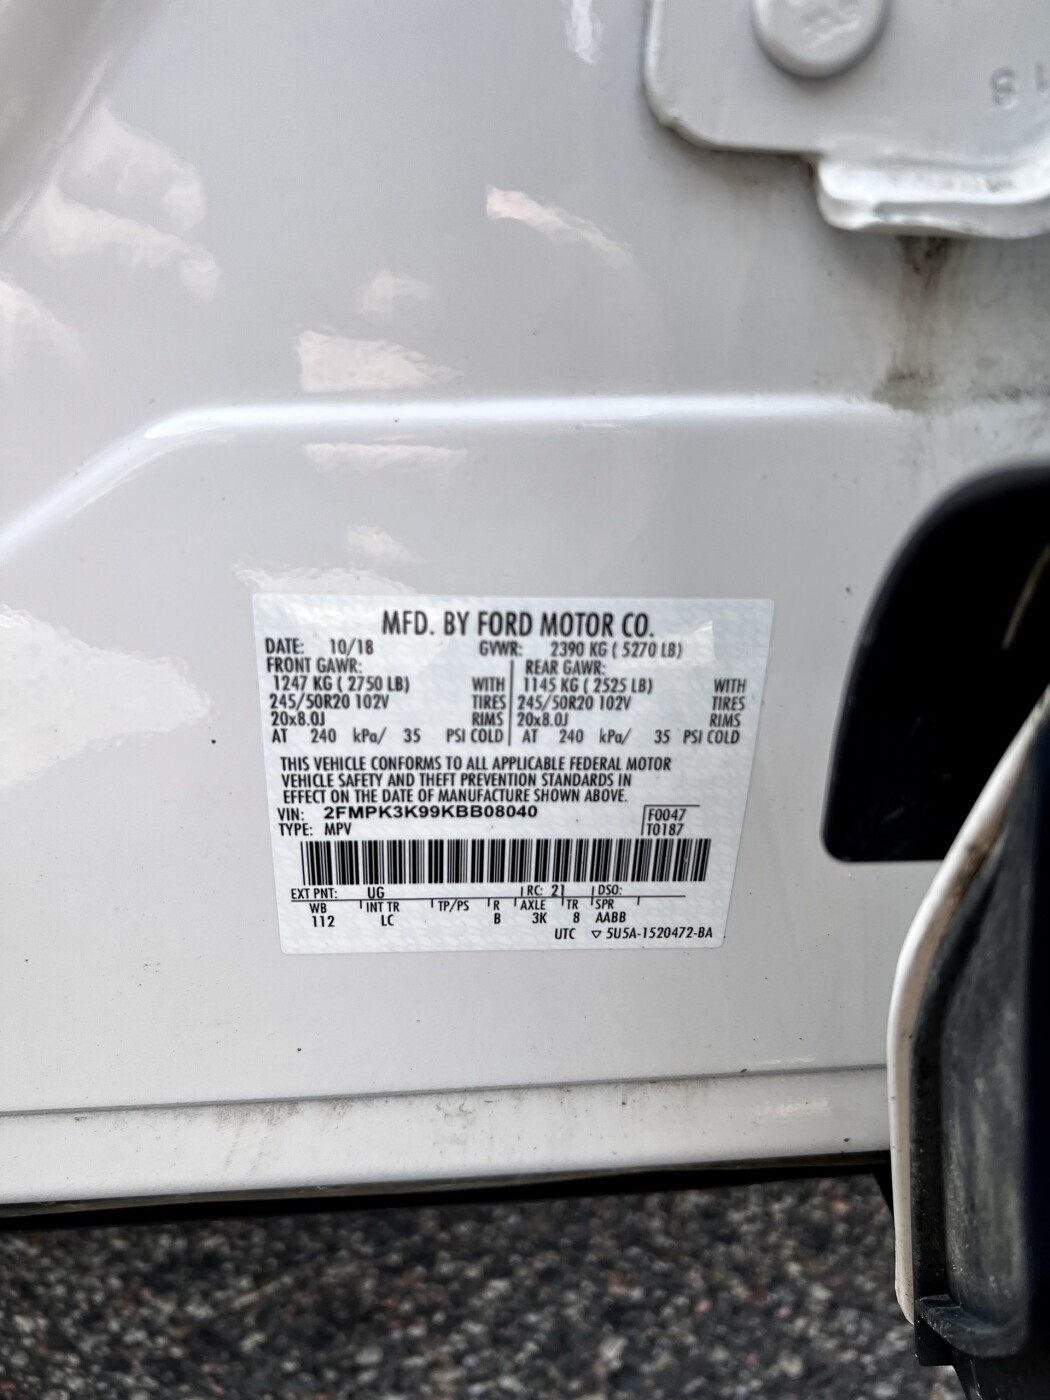 MFD. BY FORD MOTOR CO.
DATE: 10/18 GVWR: 2390 KG ( 5270 LB)
FRONT GAWR: REAR GAWR:
1247 KG ( 2750 LB) WITH 1145 KG ( 2525 LB) WITH
245/50R20 102V TIRES 245/50R20 102V TIRES
20x8.0J RIMS 20x8.0J RIMS
AT 240 kPa/ 35 PSI COLD AT 240 kPa/ 35 PSI COLD
THIS VEHICLE CONFORMS TO ALL APPLICABLE FEDERAL MOTOR
VEHICLE SAFETY AND THEFT PREVENTION STANDARDS IN
EFFECT ON THE DATE OF MANUFACTURE SHOWN ABOVE.
VIN: 2FMPK3K99KBB08040 F0047
TYPE: MPV T0187
EXT PNT: UG RC: 21 DSO:
WB INT TR TP/PS R AXLE TR SPR
112 LC B 3K 8 AABB
UTC ▽ 5U5A-1520472-BA